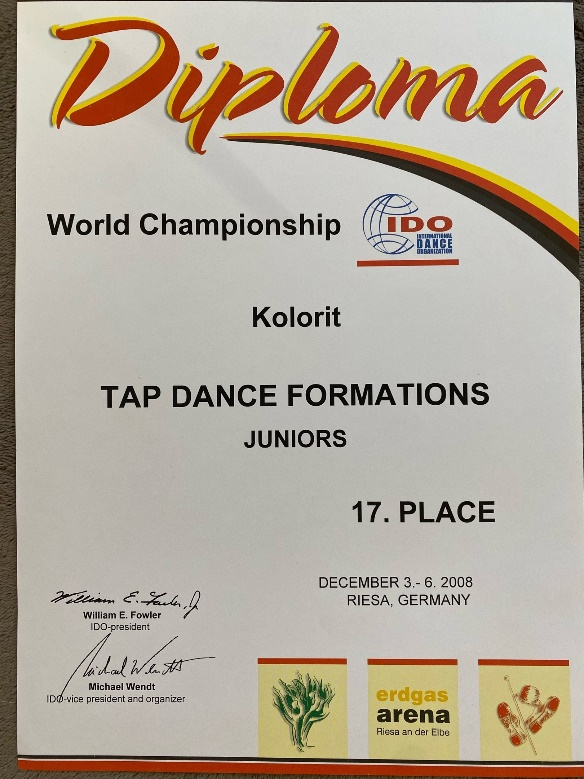 Diploma
World Championship
IDO
INTERNATIONAL
DANCE
ORGANIZATION
Kolorit
TAP DANCE FORMATIONS
JUNIORS
17. PLACE
DECEMBER 3.- 6. 2008
RIESA, GERMANY
William E. Fowler, Jr
William E. Fowler
IDO-president
Michael Wendt
Michael Wendt
IDO-vice president and organizer
erdgas
arena
Riesa an der Elbe